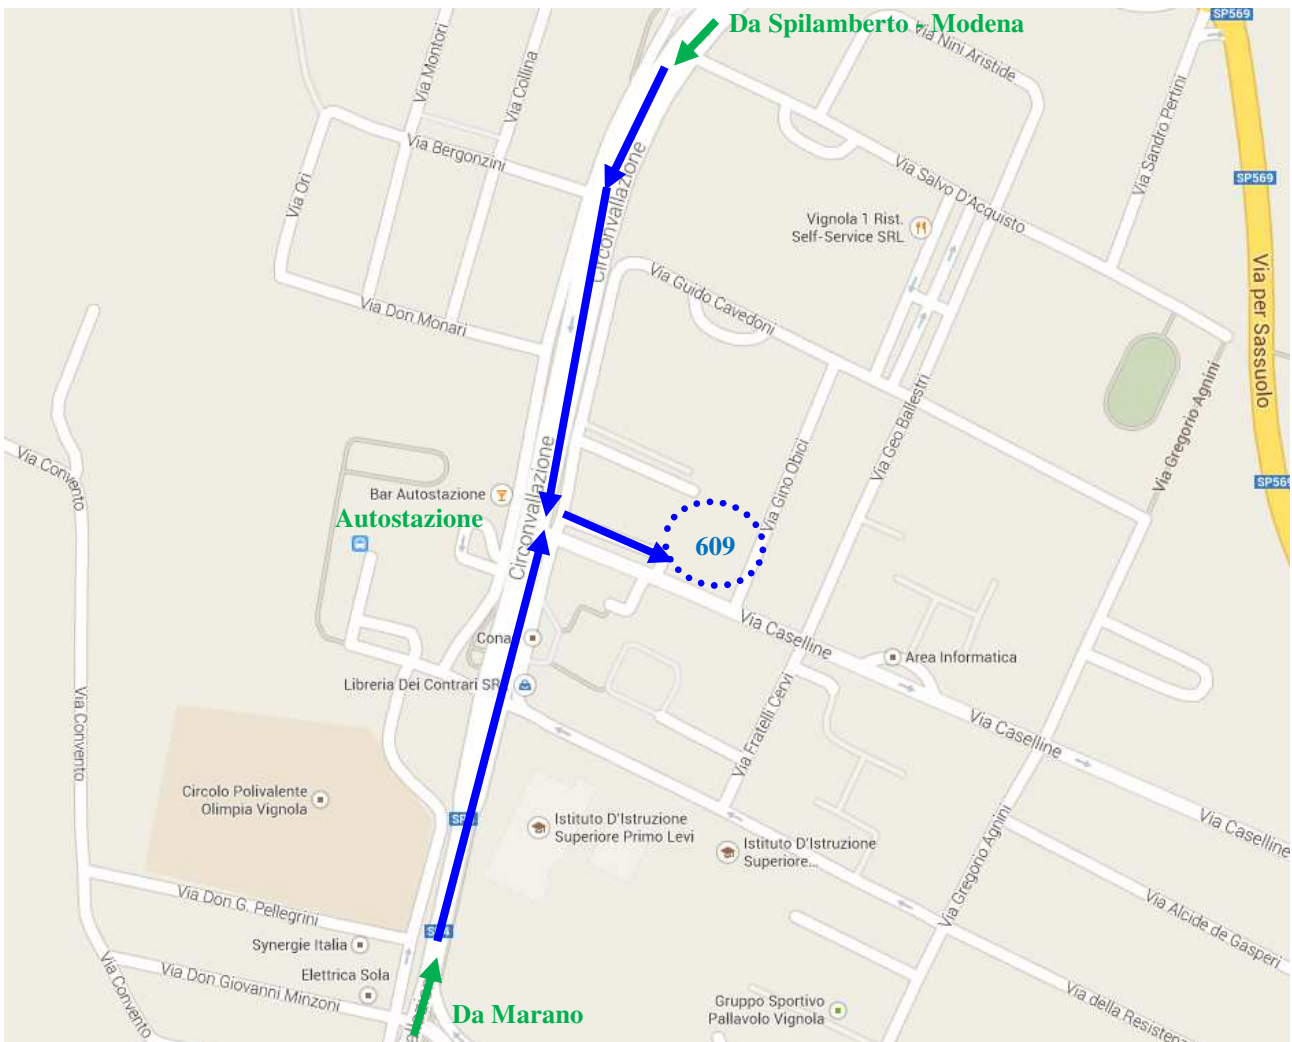 Da Spilamberto - Modena
SP569
Via Nini Aristide
Via Montori
Via Collina
Via Sandro Pertini
Via Bergonzini
Circonvallazione
Via Salvo D'Acquisto
SP569
Via Ori
Vignola 1 Rist.
Self-Service SRL
Via per Sassuolo
Via Guido Cavedoni
Via Don Monari
Via Gregorio Agnini
Via Geo Ballestri
Via Gino Obici
Via Convento
Circonvallazione
Bar Autostazione
SP569
Autostazione
609
Via Caselline
Area Informatica
Libreria Dei Contrari
Via Convento
Via Fratelli Cervi
Via Caselline
Circolo Polivalente
Olimpia Vignola
Istituto D'Istruzione
Superiore Primo Levi
Via Caselline
Istituto D'Istruzione
Superiore...
Via Gregorio Agnini
Via Don G. Pellegrini
Via Alcide de Gasperi
Synergie Italia
Via Don Giovanni Minzoni
Elettrica Sola
Via Convento
Da Marano
Gruppo Sportivo
Pallavolo Vignola
Via della Resistenza